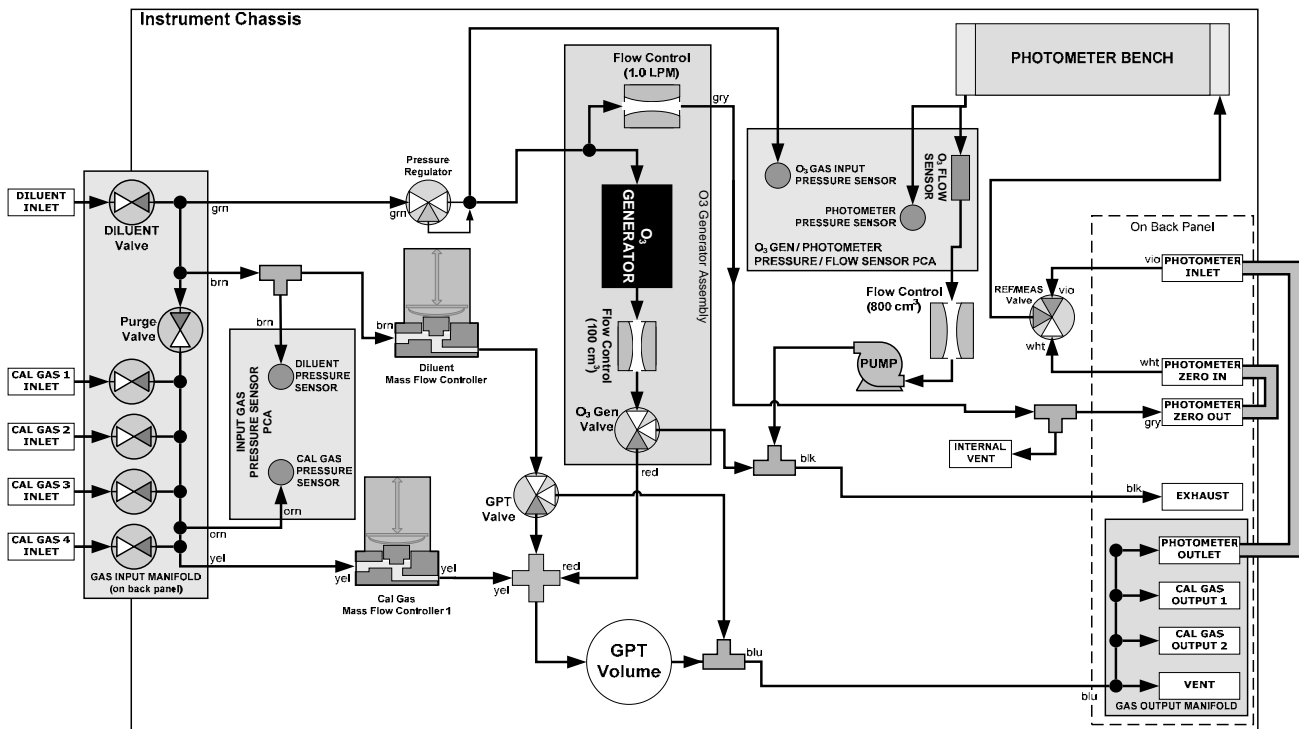 Instrument Chassis
Flow Control
(1.0 LPM)
gry
PHOTOMETER BENCH
O3 GAS INPUT
PRESSURE SENSOR
O3 FLOW
SENSOR
PHOTOMETER
PRESSURE SENSOR
O3 GEN / PHOTOMETER
PRESSURE / FLOW SENSOR PCA
Pressure
Regulator
grn
O3
GENERATOR
O3 Generator Assembly
Flow Control
(100 cm3)
O3 Gen
Valve
red
DILUENT
INLET
DILUENT
Valve
grn
brn
Purge
Valve
brn
DILUENT
PRESSURE
SENSOR
INPUT GAS
PRESSURE SENSOR
PCA
CAL GAS
PRESSURE
SENSOR
orn
orn
brn
Diluent
Mass Flow Controller
CAL GAS 1
INLET
CAL GAS 2
INLET
CAL GAS 3
INLET
CAL GAS 4
INLET
GAS INPUT MANIFOLD
(on back panel)
yel
yel
yel
yel
Cal Gas
Mass Flow Controller 1
GPT
Valve
red
GPT
Volume
blu
blu
Flow Control
(800 cm3)
PUMP
blk
blk
INTERNAL
VENT
On Back Panel
REF/MEAS
Valve
vio
vio
wht
wht
PHOTOMETER
INLET
PHOTOMETER
ZERO IN
PHOTOMETER
ZERO OUT
gry
EXHAUST
PHOTOMETER
OUTLET
CAL GAS
OUTPUT 1
CAL GAS
OUTPUT 2
VENT
GAS OUTPUT MANIFOLD